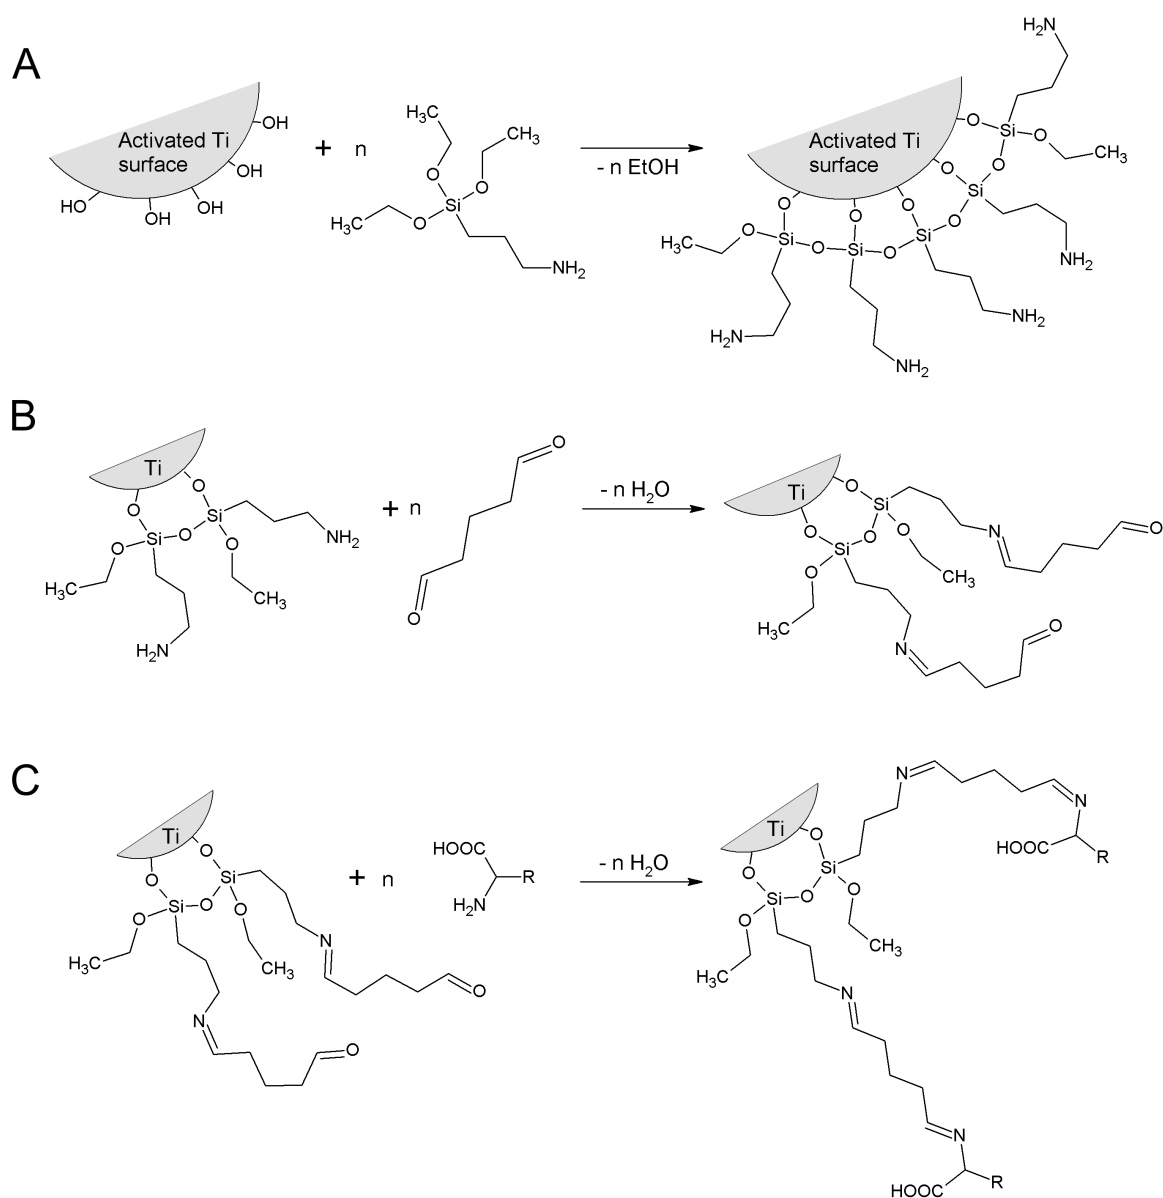 A
Activated Ti
surface
OH
OH
OH
OH
HO
+ n
H3C
CH3
O
O
H3C
O
Si
NH2
- n EtOH
H2N
Activated Ti
surface
O
Si
O
CH3
O
O
Si
O
O
O
O
O
Si
NH2
H3C
O
Si
O
Si
O
NH2
H2N
NH2
B
Ti
O
O
Si
Si
O
O
O
NH2
H3C
CH3
H2N
+ n
O
O
- n H2O
Ti
O
Si
N
O
O
O
O
Si
O
CH3
H3C
N
O
C
Ti
O
O
Si
Si
O
O
O
N
H3C
CH3
O
N
O
+ n
HOOC
R
H2N
- n H2O
N
N
HOOC
R
Ti
O
O
Si
Si
O
O
O
CH3
H3C
N
N
HOOC
R